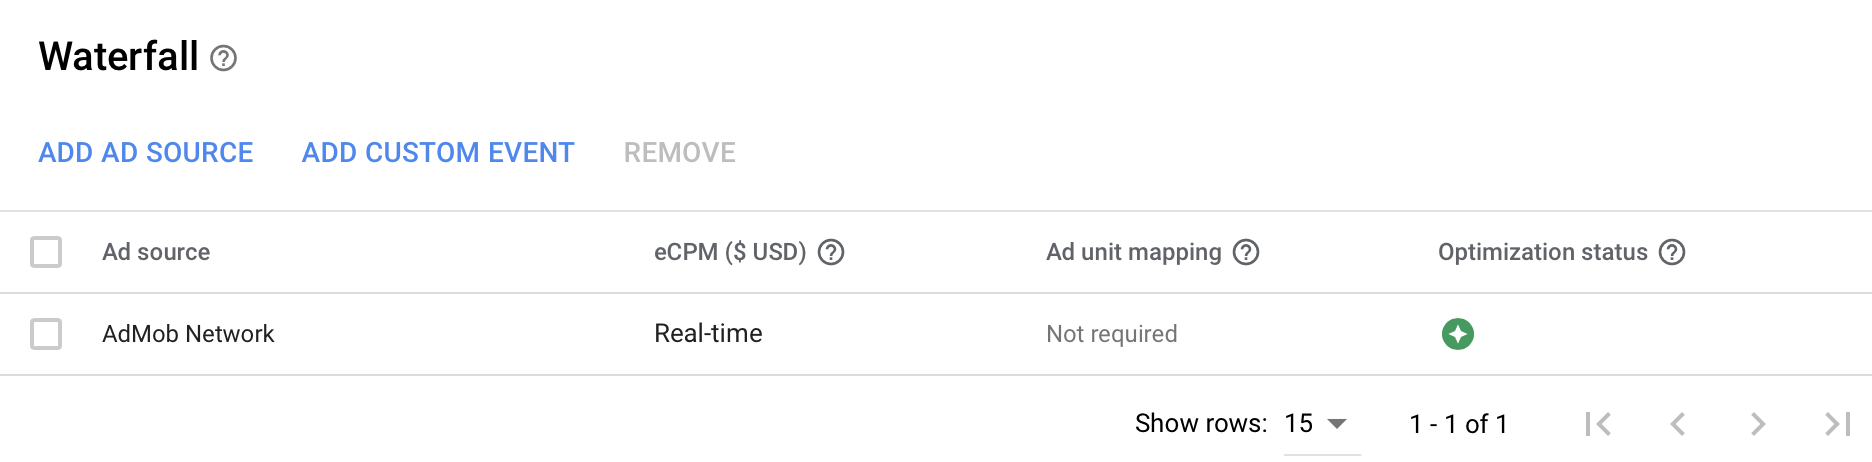 Waterfall
ADD AD SOURCE ADD CUSTOM EVENT REMOVE
Ad source eCPM ($ USD) Ad unit mapping Optimization status
AdMob Network Real-time Not required
Show rows: 15 1 - 1 of 1